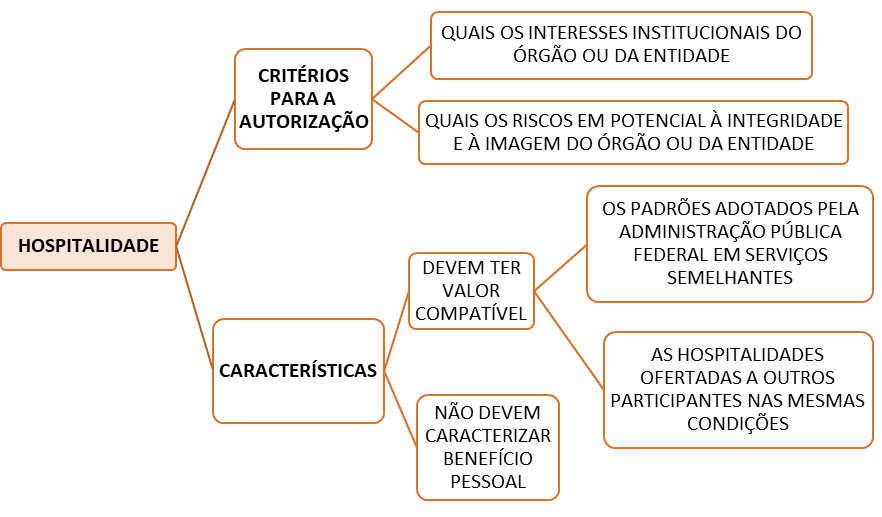 HOSPITALIDADE
CRITÉRIOS
PARA A
AUTORIZAÇÃO
QUAIS OS INTERESSES INSTITUCIONAIS DO
ÓRGÃO OU DA ENTIDADE
QUAIS OS RISCOS EM POTENCIAL À INTEGRIDADE
E À IMAGEM DO ÓRGÃO OU DA ENTIDADE
CARACTERÍSTICAS
DEVEM TER
VALOR
COMPATÍVEL
OS PADRÕES ADOTADOS PELA
ADMINISTRAÇÃO PÚBLICA
FEDERAL EM SERVIÇOS
SEMELHANTES
AS HOSPITALIDADES
OFERTADAS A OUTROS
PARTICIPANTES NAS MESMAS
CONDIÇÕES
NÃO DEVEM
CARACTERIZAR
BENEFÍCIO
PESSOAL